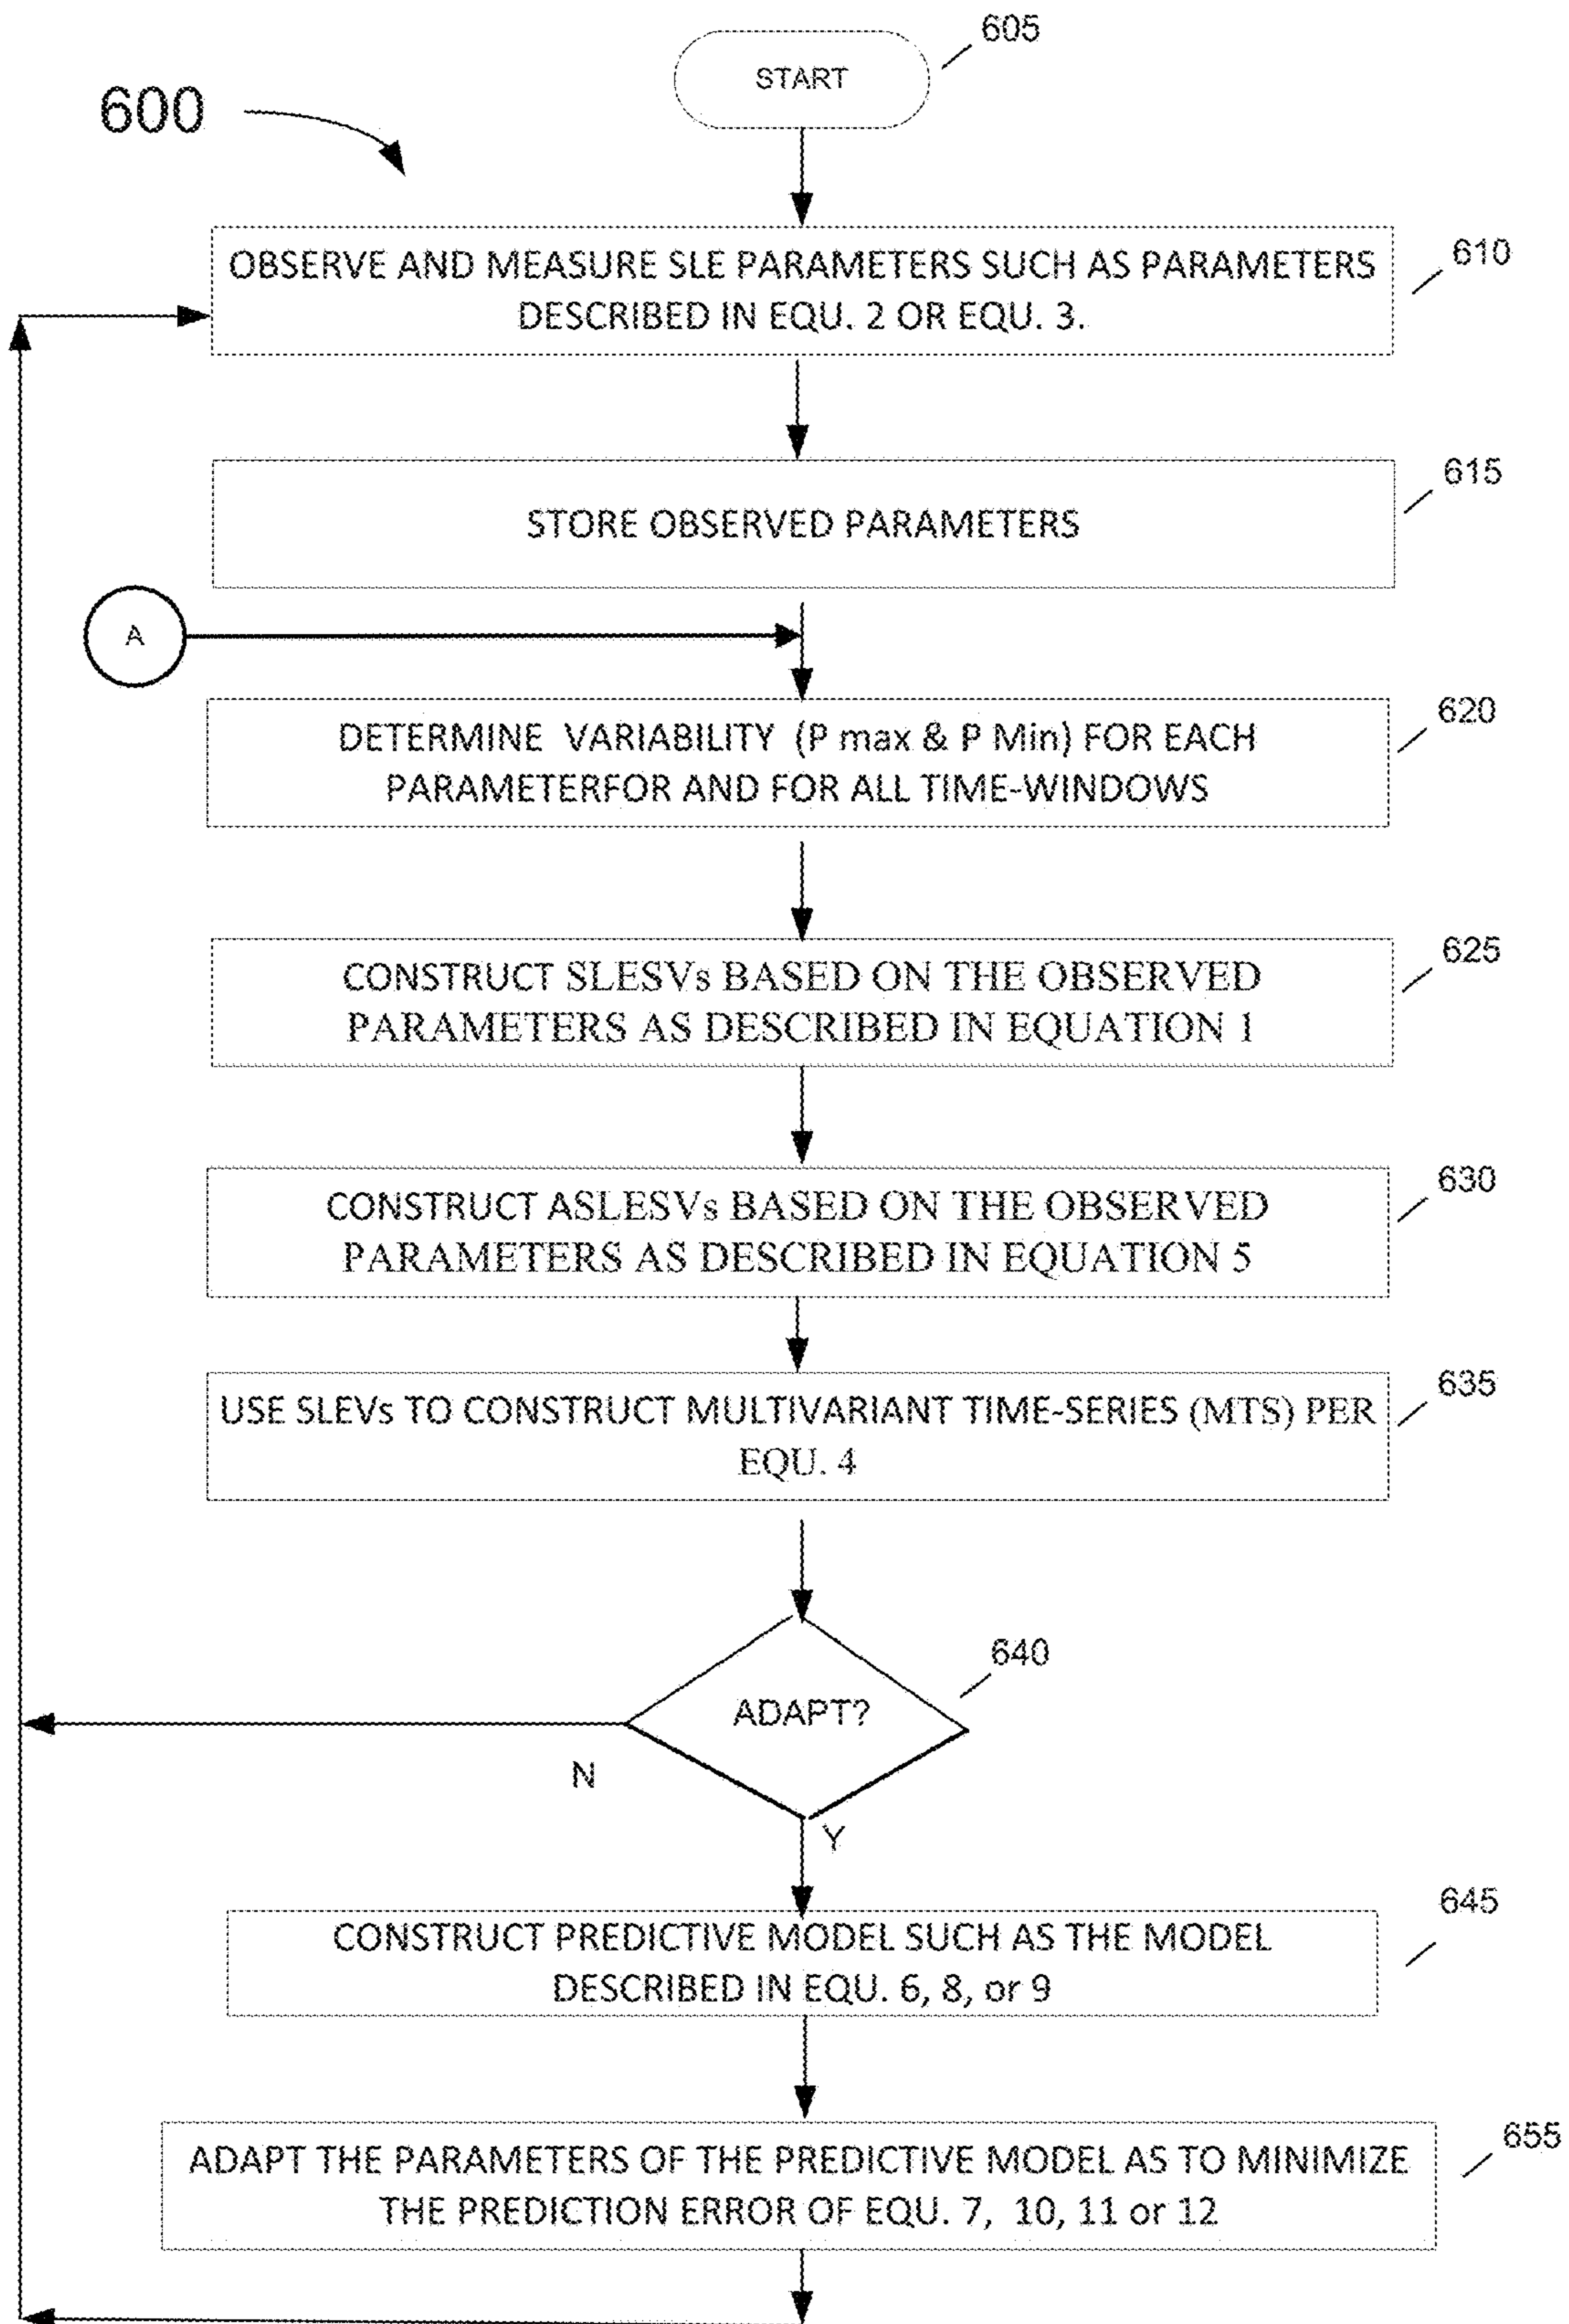 605
START
600
OBSERVE AND MEASURE SLE PARAMETERS SUCH AS PARAMETERS
DESCRIBED IN EQU. 2 OR EQU. 3.
610
STORE OBSERVED PARAMETERS
615
A
DETERMINE VARIABILITY (P max & P Min) FOR EACH
PARAMETERFOR AND FOR ALL TIME-WINDOWS
620
CONSTRUCT SLESVs BASED ON THE OBSERVED
PARAMETERS AS DESCRIBED IN EQUATION 1
625
CONSTRUCT ASLESVs BASED ON THE OBSERVED
PARAMETERS AS DESCRIBED IN EQUATION 5
630
USE SLEVs TO CONSTRUCT MULTIVARIANT TIME-SERIES (MTS) PER
EQU. 4
635
ADAPT?
640
N
Y
CONSTRUCT PREDICTIVE MODEL SUCH AS THE MODEL
DESCRIBED IN EQU. 6, 8, or 9
645
ADAPT THE PARAMETERS OF THE PREDICTIVE MODEL AS TO MINIMIZE
THE PREDICTION ERROR OF EQU. 7, 10, 11 or 12
655